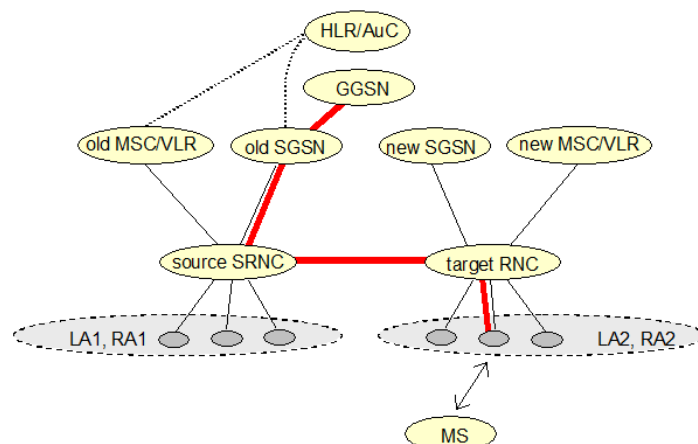 HLR/AuC
GGSN
old MSC/VLR
old SGSN
new SGSN
new MSC/VLR
source SRNC
target RNC
LA1, RA1
LA2, RA2
MS